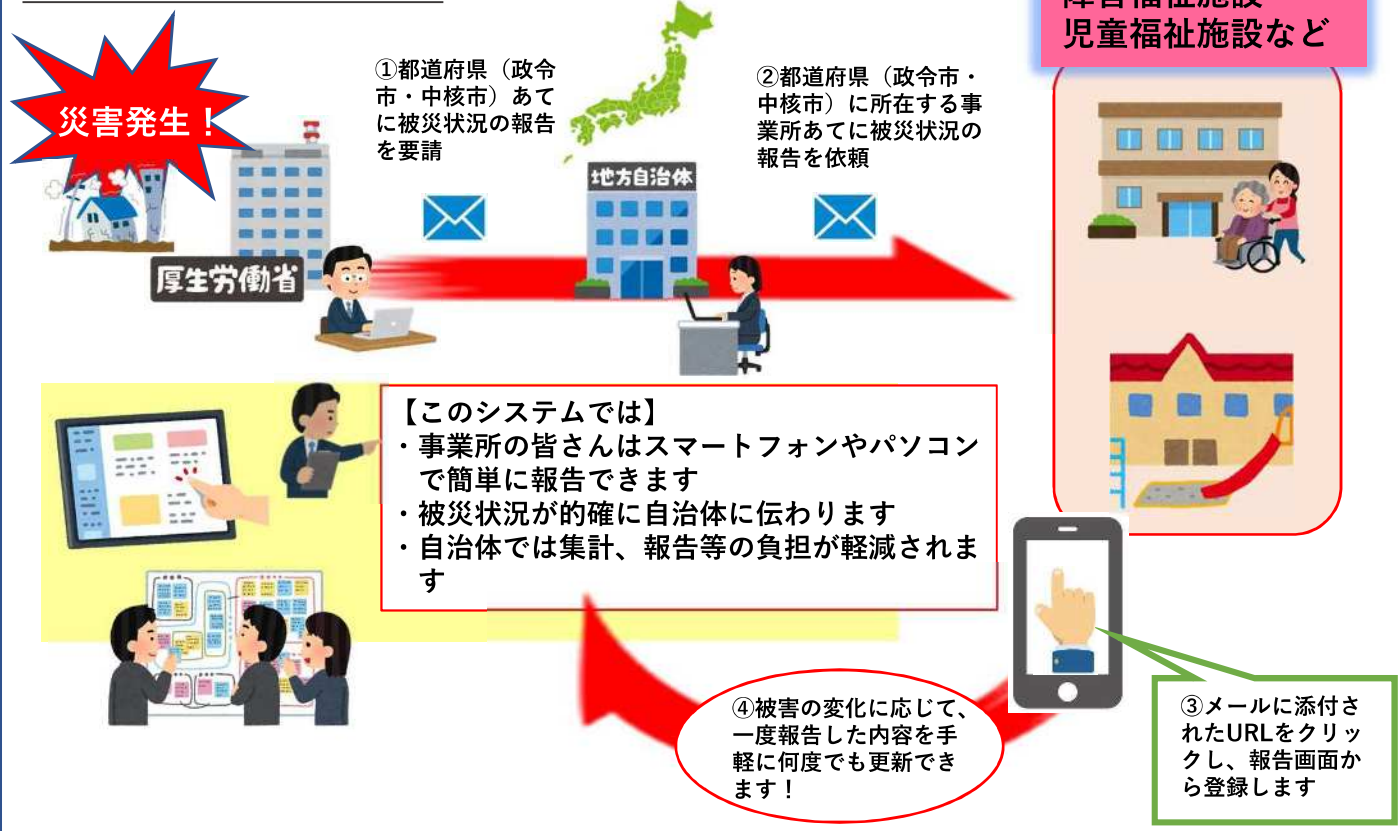 障害福祉施設
児童福祉施設など
災害発生！
①都道府県（政令
市・中核市）あて
に被災状況の報告
を要請
②都道府県（政令市・
中核市）に所在する事
業所あてに被災状況の
報告を依頼
地方自治体
厚生労働省
【このシステムでは】
・事業所の皆さんはスマートフォンやパソコン
で簡単に報告できます
・被災状況が的確に自治体に伝わります
・自治体では集計、報告等の負担が軽減されま
す
③メールに添付さ
れたURLをクリッ
クし、報告画面か
ら登録します
④被害の変化に応じて、
一度報告した内容を手
軽に何度でも更新でき
ます！